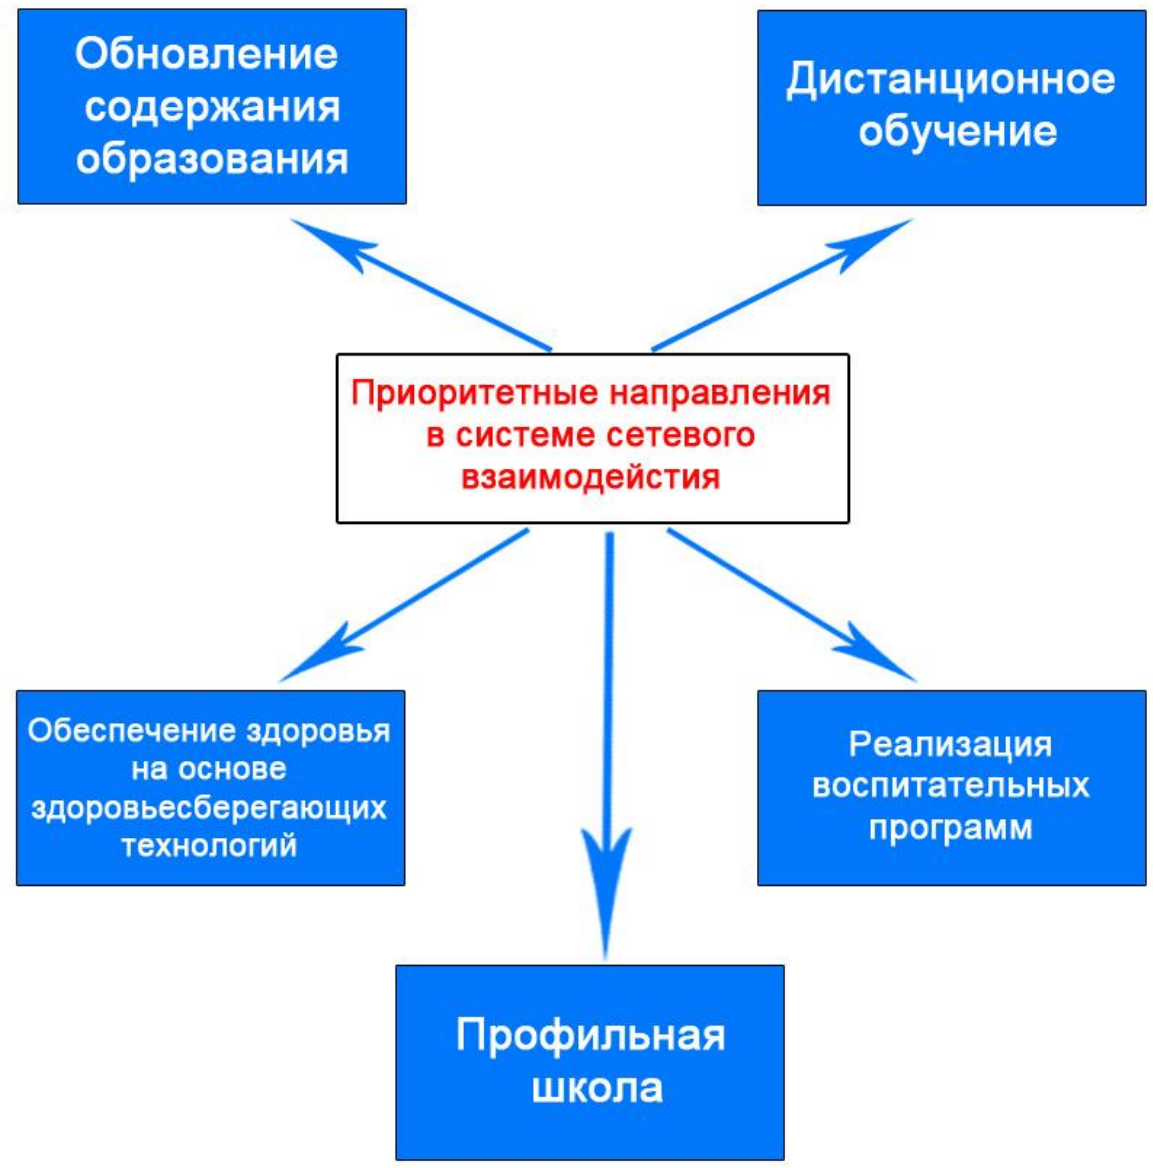 Обновление
содержания
образования
Дистанционное
обучение
Приоритетные направления
в системе сетевого
взаимодейстия
Обеспечение здоровья
на основе
здоровьесберегающих
технологий
Реализация
воспитательных
программ
Профильная
школа